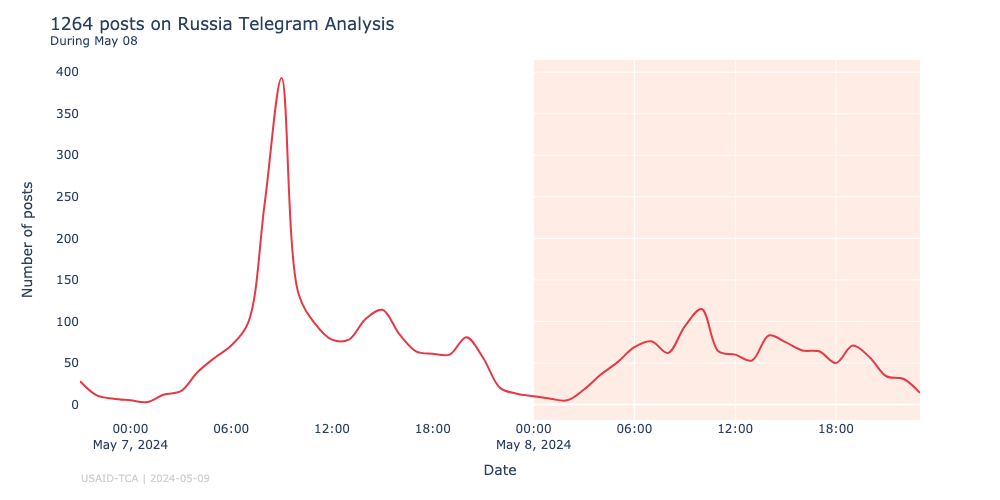 1264 posts on Russia Telegram Analysis
During May 08
400
350
300
250
200
150
100
50
0
Number of posts
00:00 06:00 12:00 18:00 00:00 06:00 12:00 18:00
May 7, 2024 May 8, 2024
Date
USAID-TCA | 2024-05-09